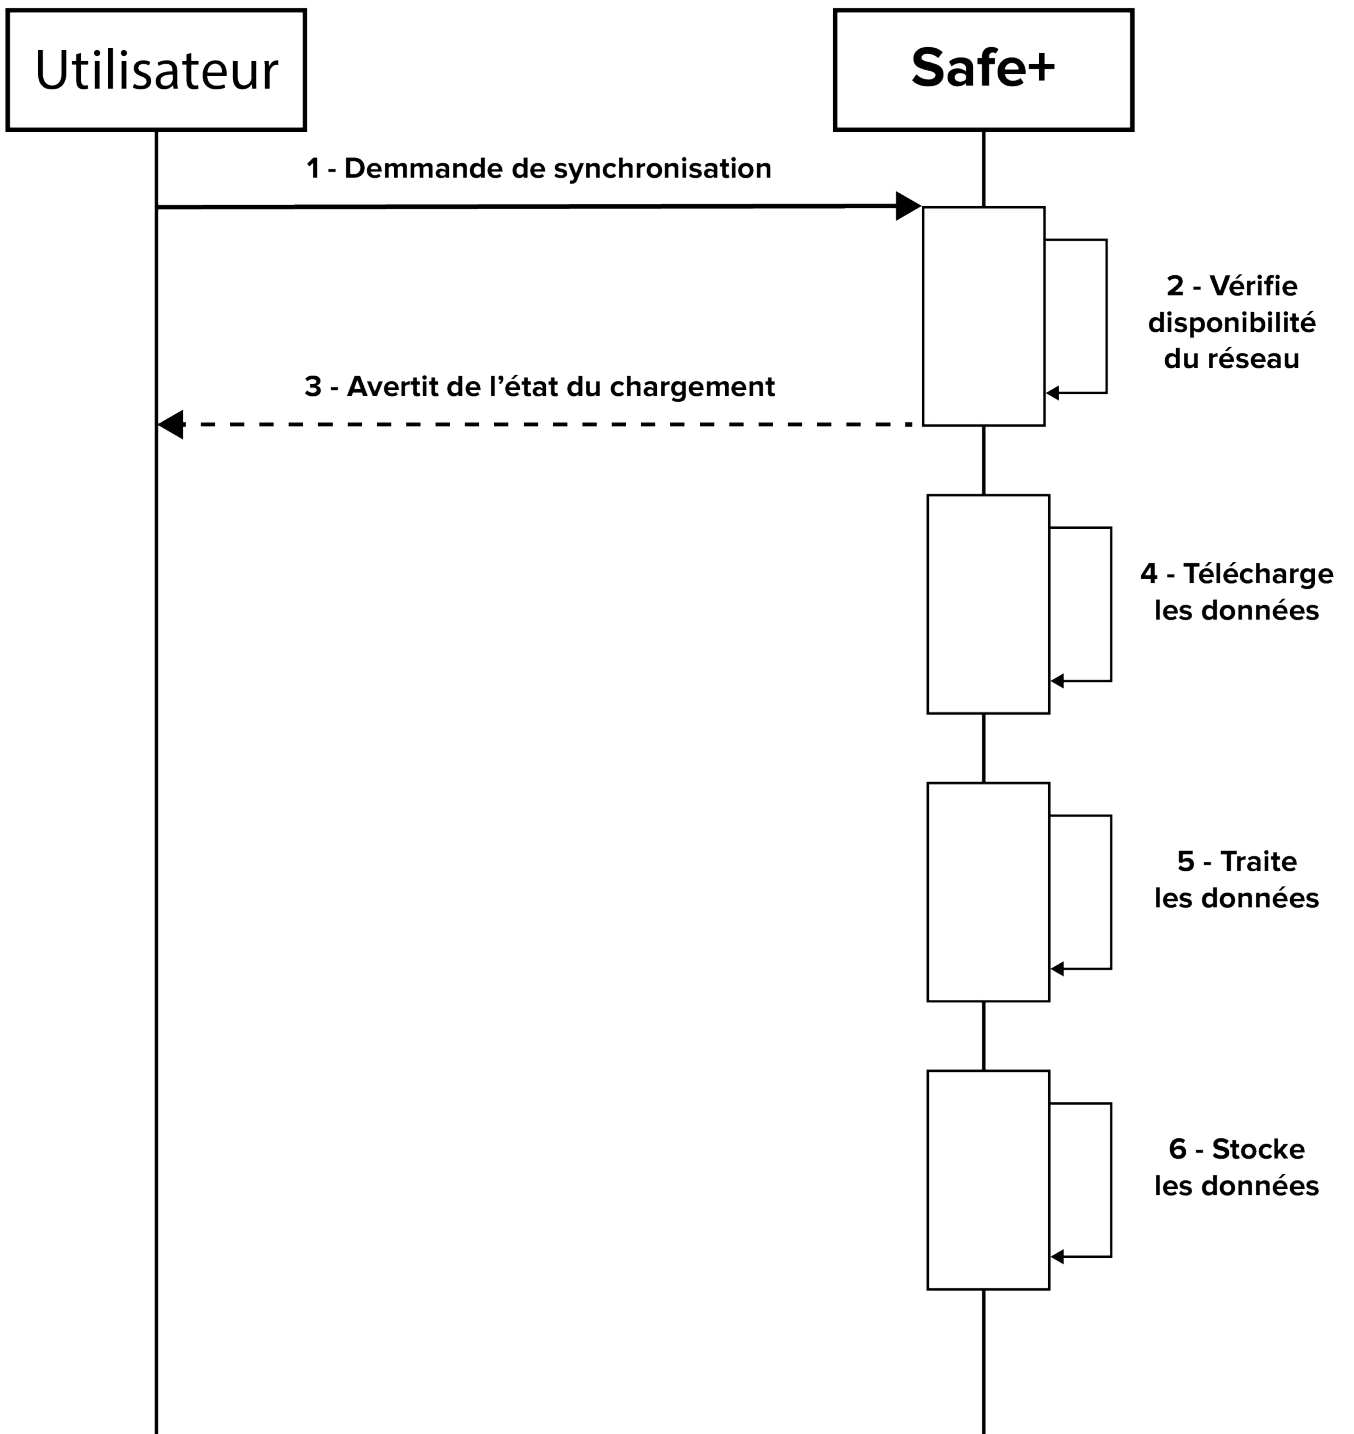 Utilisateur
Safe+
1 - Demmande de synchronisation
2 - Vérifie
disponibilité
du réseau
3 - Avertit de l'état du chargement
4 - Télécharge
les données
5 - Traite
les données
6 - Stocke
les données